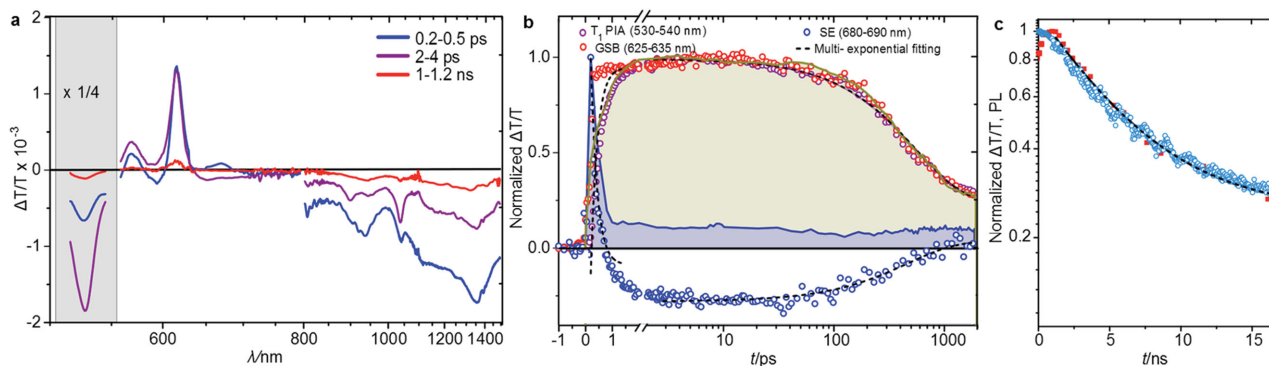 a
ΔT/T x 10⁻³
2
1
0
-1
-2
x 1/4
0.2-0.5 ps
2-4 ps
1-1.2 ns
600
800
1000
1200
1400
λ/nm
b
Normalized ΔT/T
1.0
0.5
0.0
T₁ PIA (530-540 nm)
GSB (625-635 nm)
SE (680-690 nm)
Multi- exponential fitting
-1
0
1
10
100
1000
t/ps
c
Normalized ΔT/T, PL
1.0
0.8
0.6
0.4
0.2
0
5
10
15
t/ns